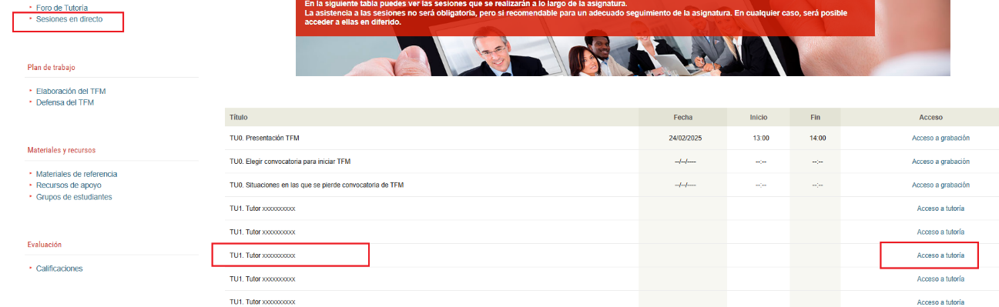 Foro de Tutoría
Sesiones en directo
Plan de trabajo
Elaboración del TFM
Defensa del TFM
Materiales y recursos
Materiales de referencia
Recursos de apoyo
Grupos de estudiantes
Evaluación
Calificaciones
En la siguiente tabla puedes ver las sesiones que se realizarán a lo largo de la asignatura.
La asistencia a las sesiones no será obligatoria, pero si recomendable para un adecuado seguimiento de la asignatura. En cualquier caso, será posible
acceder a ellas en diferido.
Título Fecha Inicio Fin Acceso
TU0. Presentación TFM 24/02/2025 13:00 14:00 Acceso a grabación
TU0. Elegir convocatoria para iniciar TFM --/--/---- --:-- --:-- Acceso a grabación
TU0. Situaciones en las que se pierde convocatoria de TFM --/--/---- --:-- --:-- Acceso a grabación
TU1. Tutor xxxxxxxxxx Acceso a tutoría
TU1. Tutor xxxxxxxxxx Acceso a tutoría
TU1. Tutor xxxxxxxxxx Acceso a tutoría
TU1. Tutor xxxxxxxxxx Acceso a tutoría
TU1. Tutor xxxxxxxxxx Acceso a tutoría